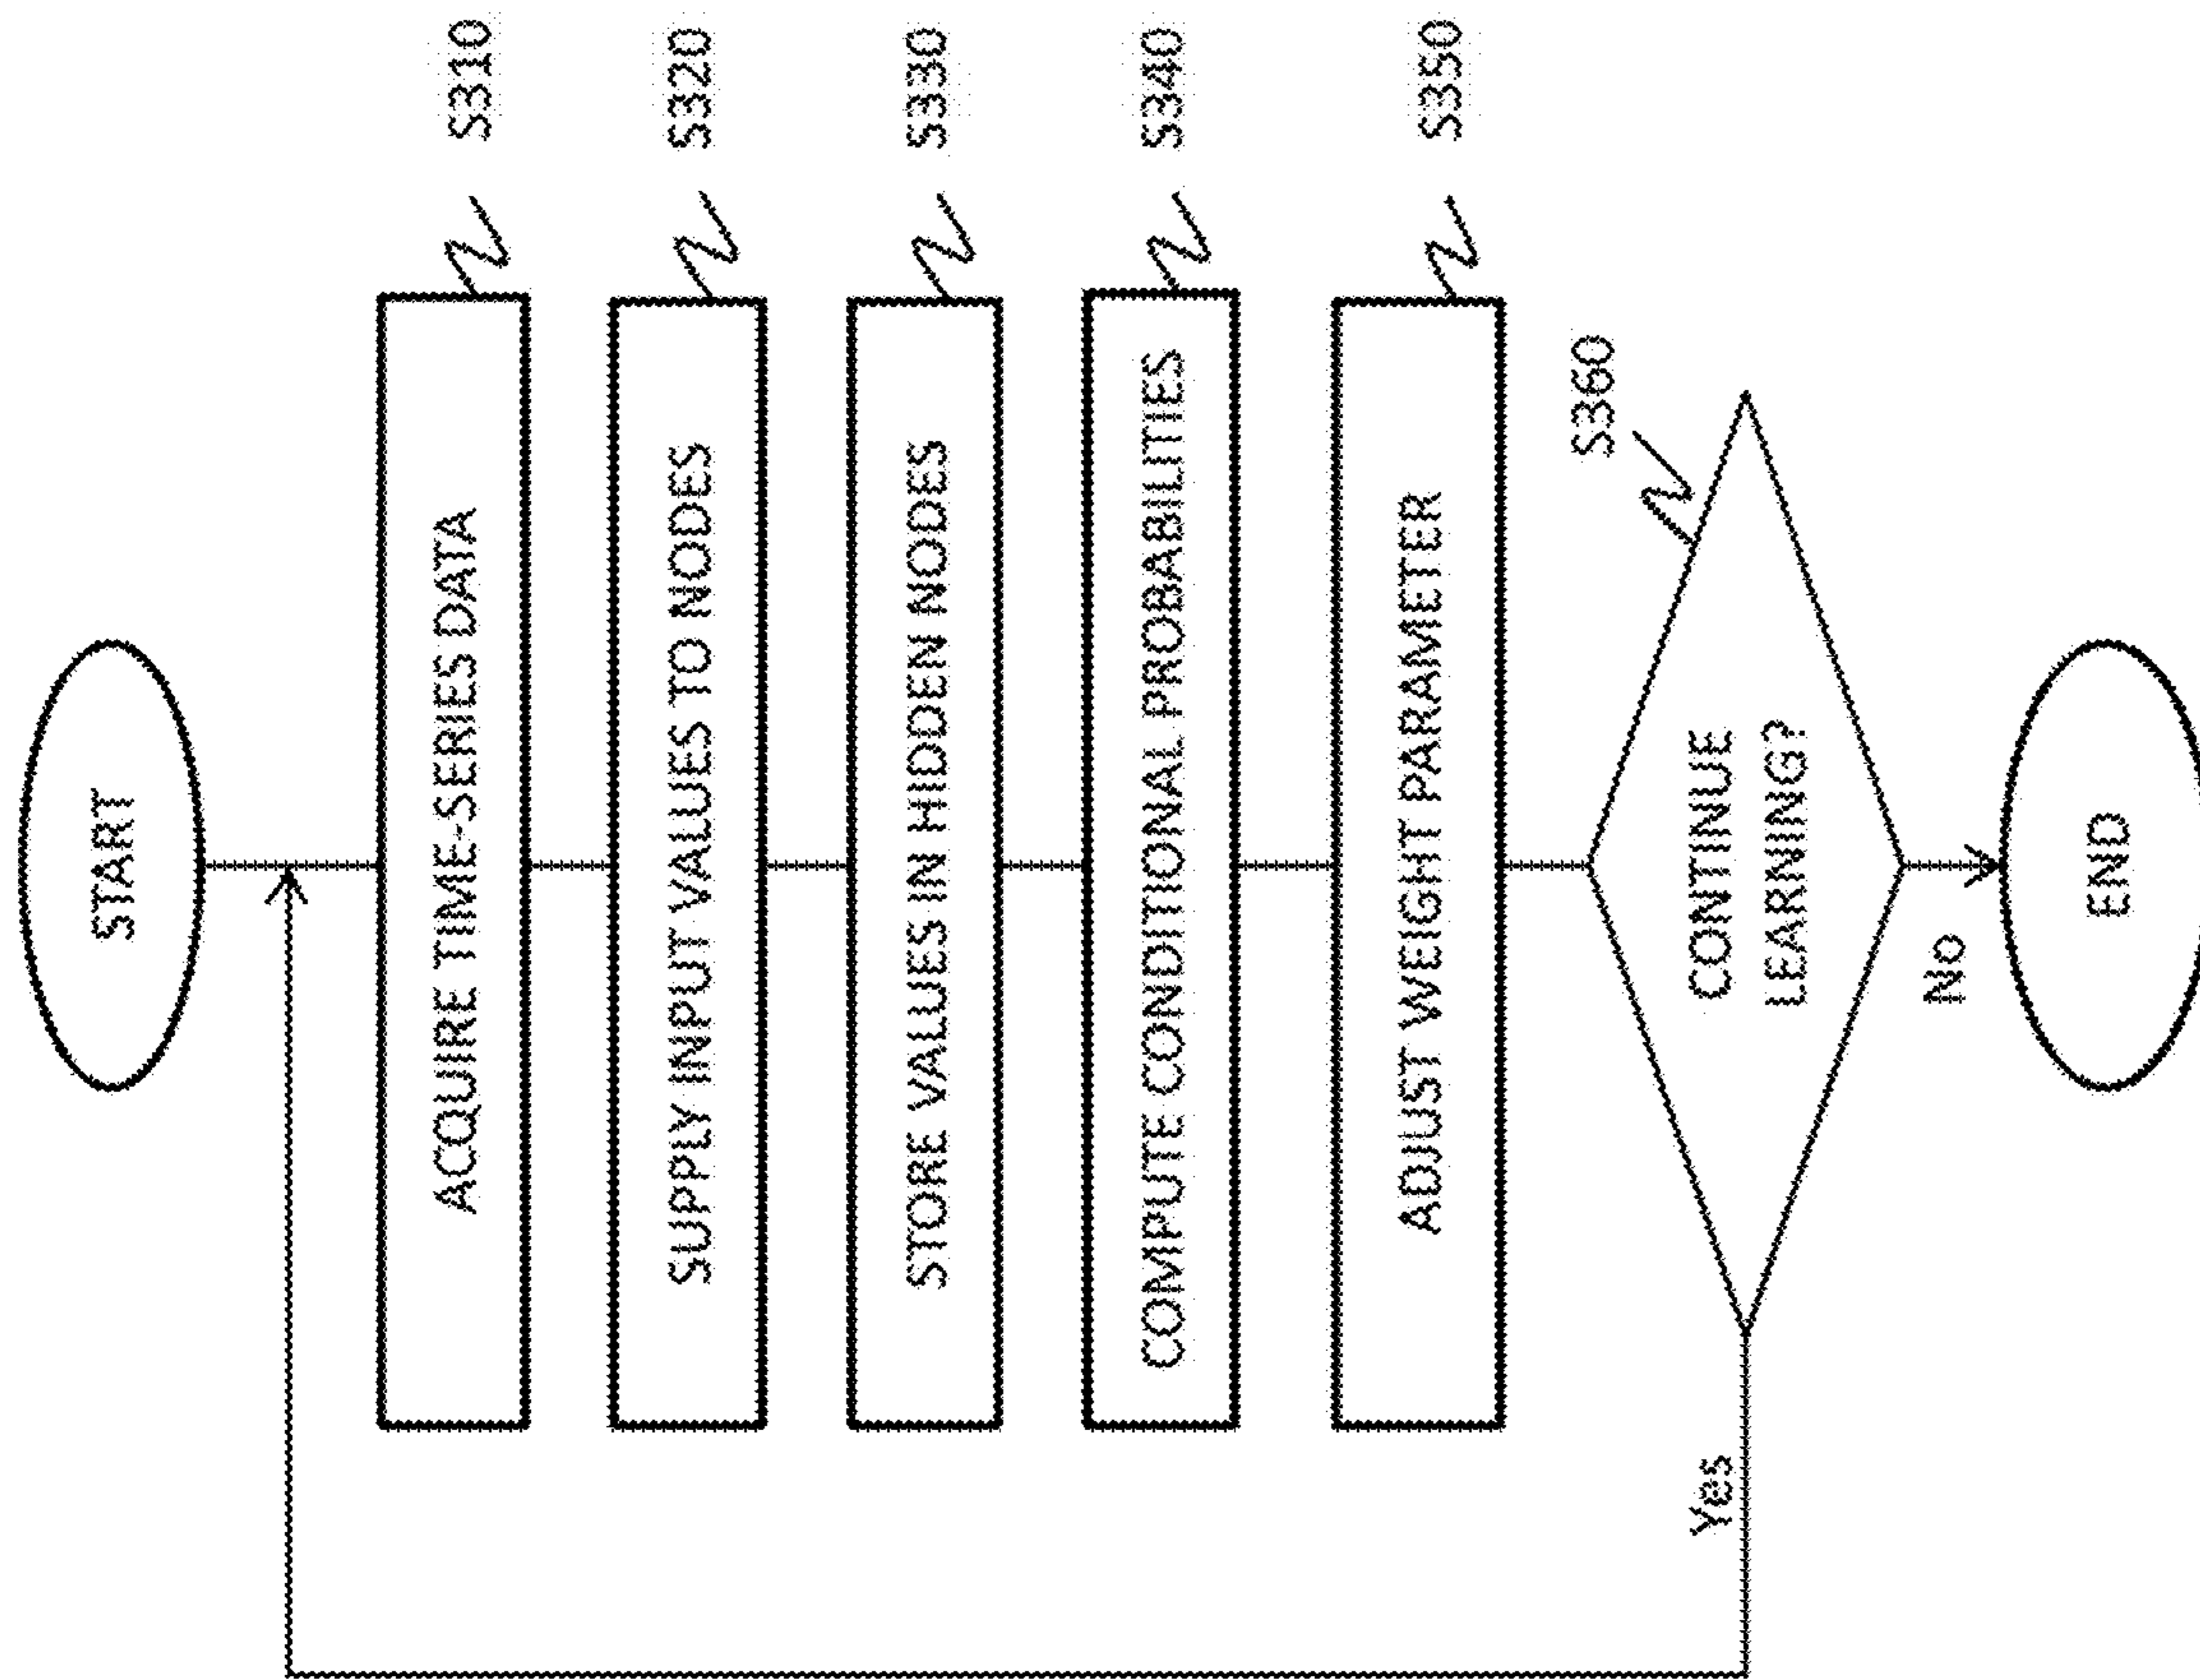 START
ACQUIRE TIME-SERIES DATA
S310
SUPPLY INPUT VALUES TO NODES
S320
STORE VALUES IN HIDDEN NODES
S330
COMPUTE CONDITIONAL PROBABILITIES
S340
ADJUST WEIGHT PARAMETER
S350
S360
CONTINUE
LEARNING?
Yes
No
END